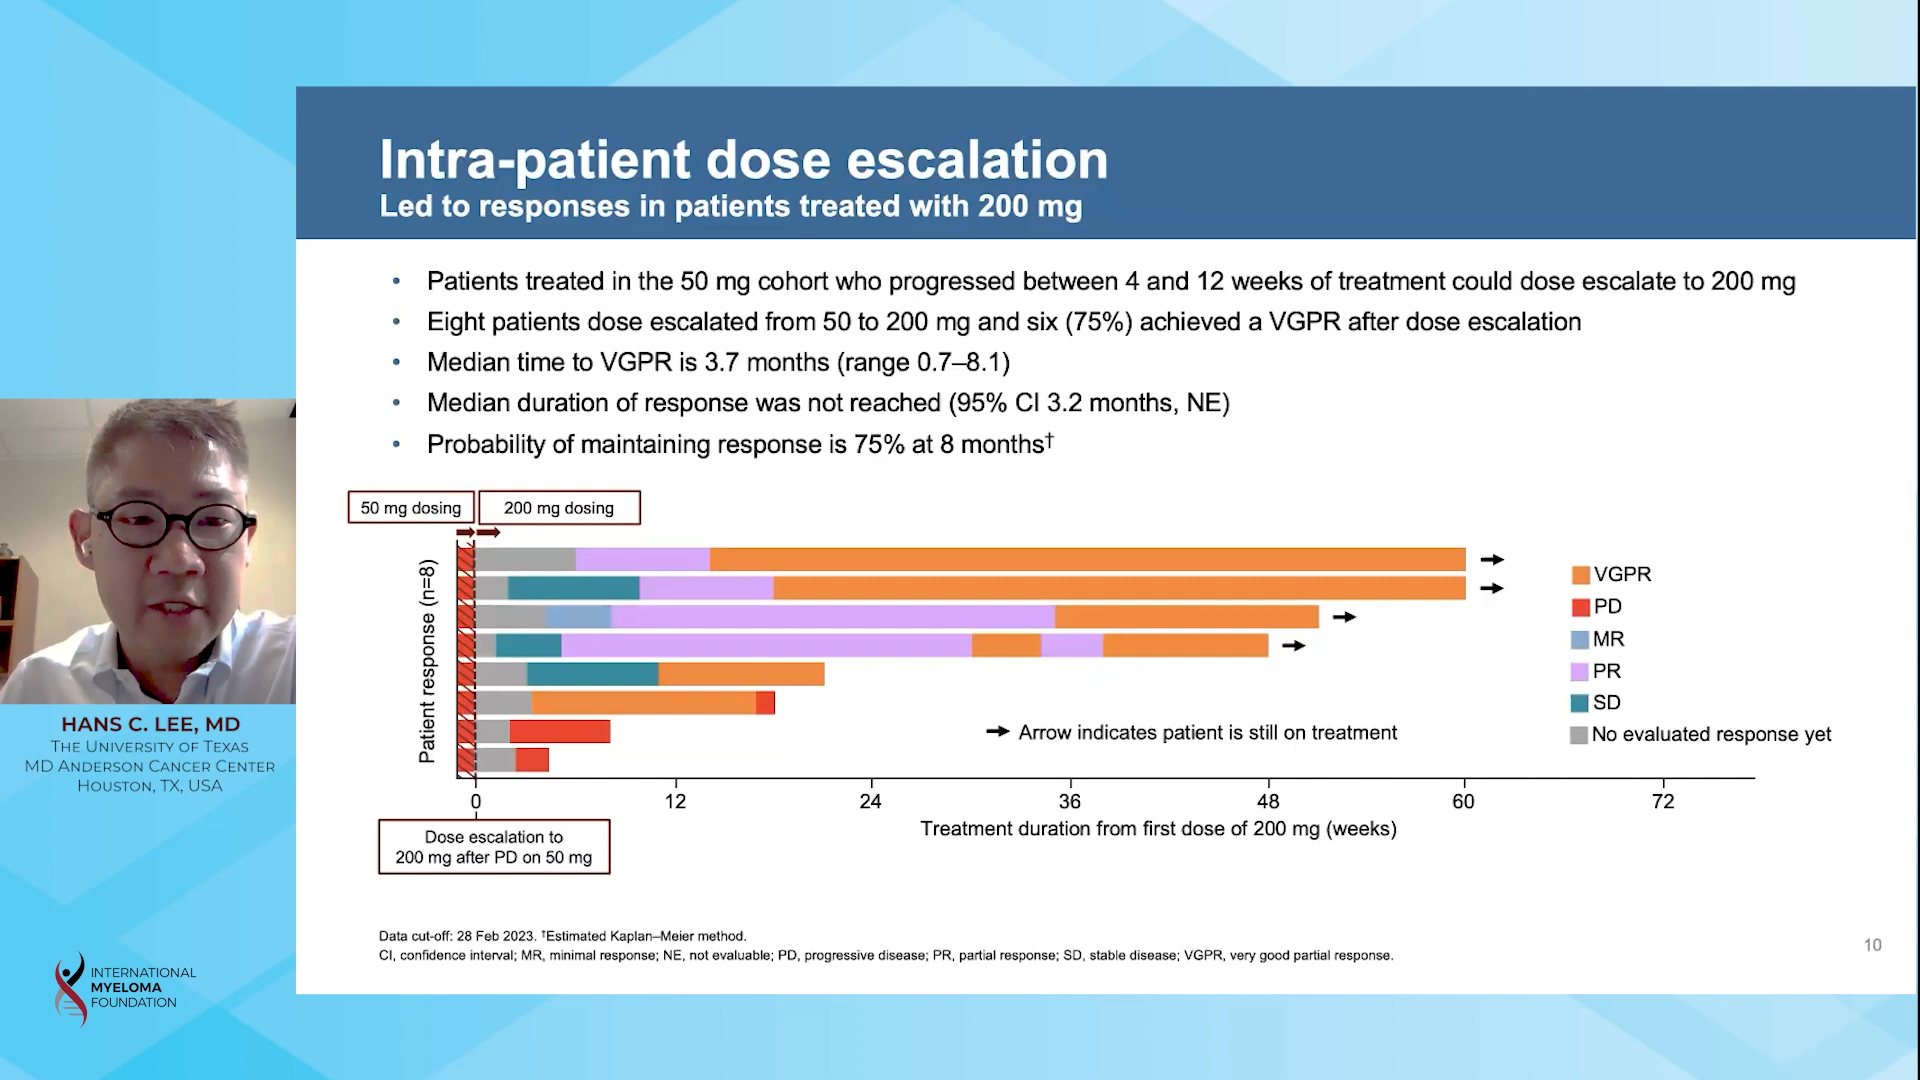 Intra-patient dose escalation
Led to responses in patients treated with 200 mg
• Patients treated in the 50 mg cohort who progressed between 4 and 12 weeks of treatment could dose escalate to 200 mg
• Eight patients dose escalated from 50 to 200 mg and six (75%) achieved a VGPR after dose escalation
• Median time to VGPR is 3.7 months (range 0.7–8.1)
• Median duration of response was not reached (95% CI 3.2 months, NE)
• Probability of maintaining response is 75% at 8 months†
50 mg dosing
200 mg dosing
Patient response (n=8)
VGPR
PD
MR
PR
SD
No evaluated response yet
Arrow indicates patient is still on treatment
0 12 24 36 48 60 72
Treatment duration from first dose of 200 mg (weeks)
Dose escalation to
200 mg after PD on 50 mg
Data cut-off: 28 Feb 2023. †Estimated Kaplan–Meier method.
CI, confidence interval; MR, minimal response; NE, not evaluable; PD, progressive disease; PR, partial response; SD, stable disease; VGPR, very good partial response.
10
HANS C. LEE, MD
THE UNIVERSITY OF TEXAS
MD ANDERSON CANCER CENTER
HOUSTON, TX, USA
INTERNATIONAL
MYELOMA
FOUNDATION